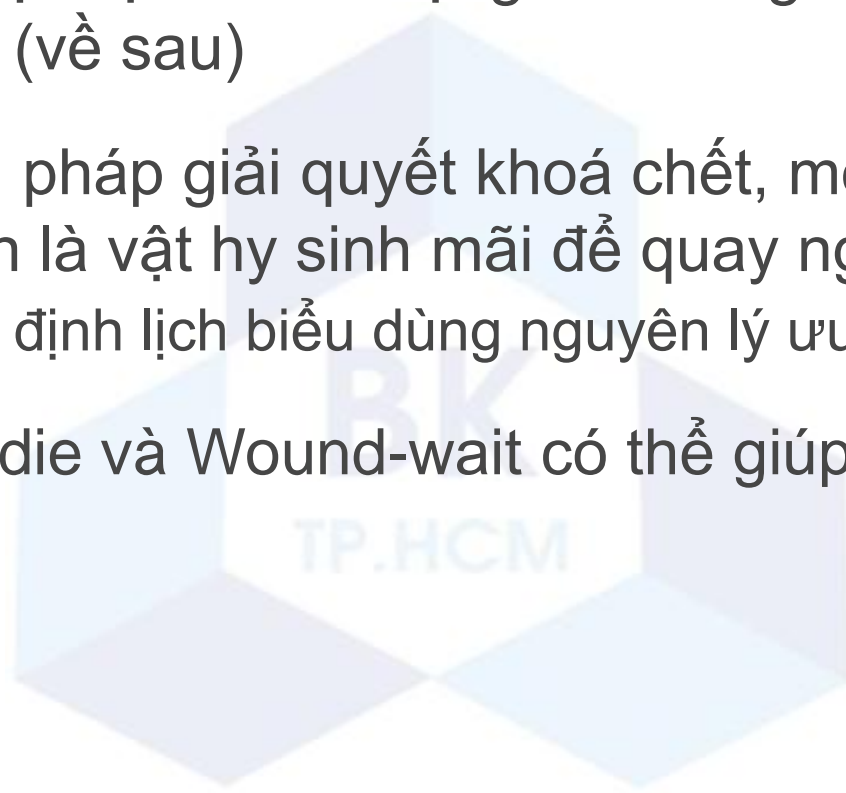 (về sau)
pháp giải quyết khoá chết,
là vật hy sinh mãi để quay
định lịch biểu dùng nguyên lý
BK
die và Wound-wait có thể giúp
TP.HCM